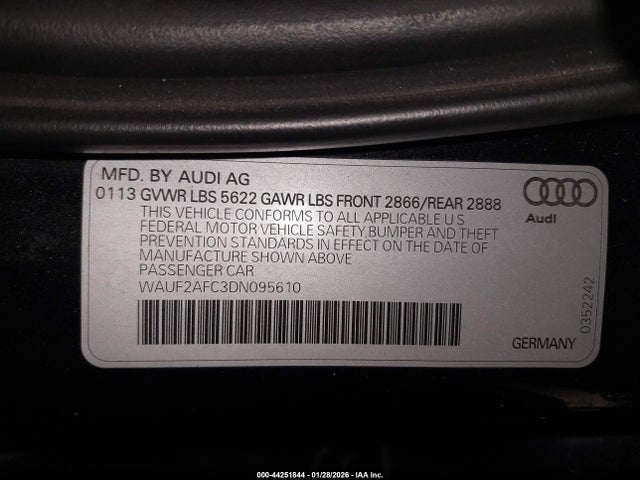 MFD. BY AUDI AG
0113 GVWR LBS 5622 GAWR LBS FRONT 2866/REAR 2888
THIS VEHICLE CONFORMS TO ALL APPLICABLE U S
FEDERAL MOTOR VEHICLE SAFETY,BUMPER AND THEFT
PREVENTION STANDARDS IN EFFECT ON THE DATE OF
MANUFACTURE SHOWN ABOVE
PASSENGER CAR
WAUF2AFC3DN095610
Audi
0352242
GERMANY
000-44251844 - 01/28/2026 - IAA Inc.